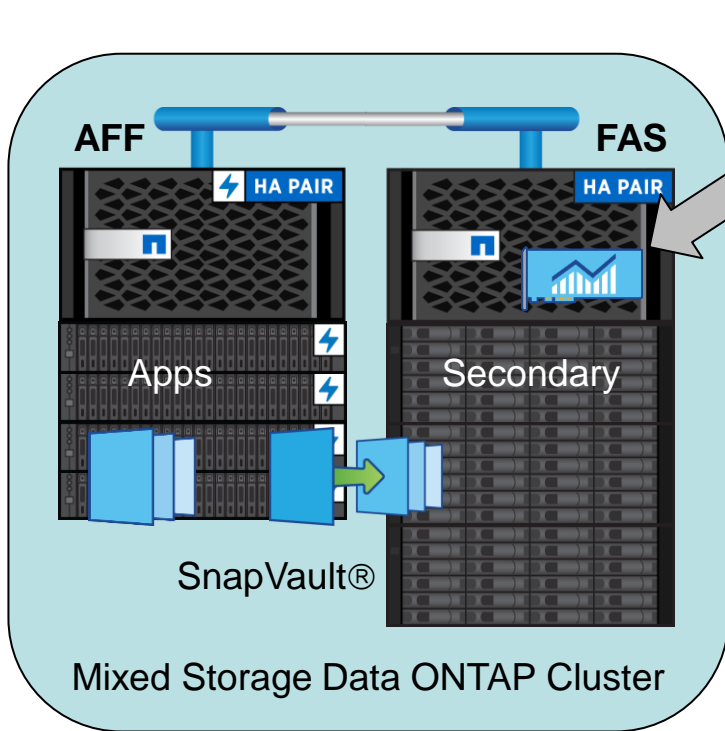 AFF
FAS
HA PAIR
HA PAIR
Apps
Secondary
SnapVault®
Mixed Storage Data ONTAP Cluster